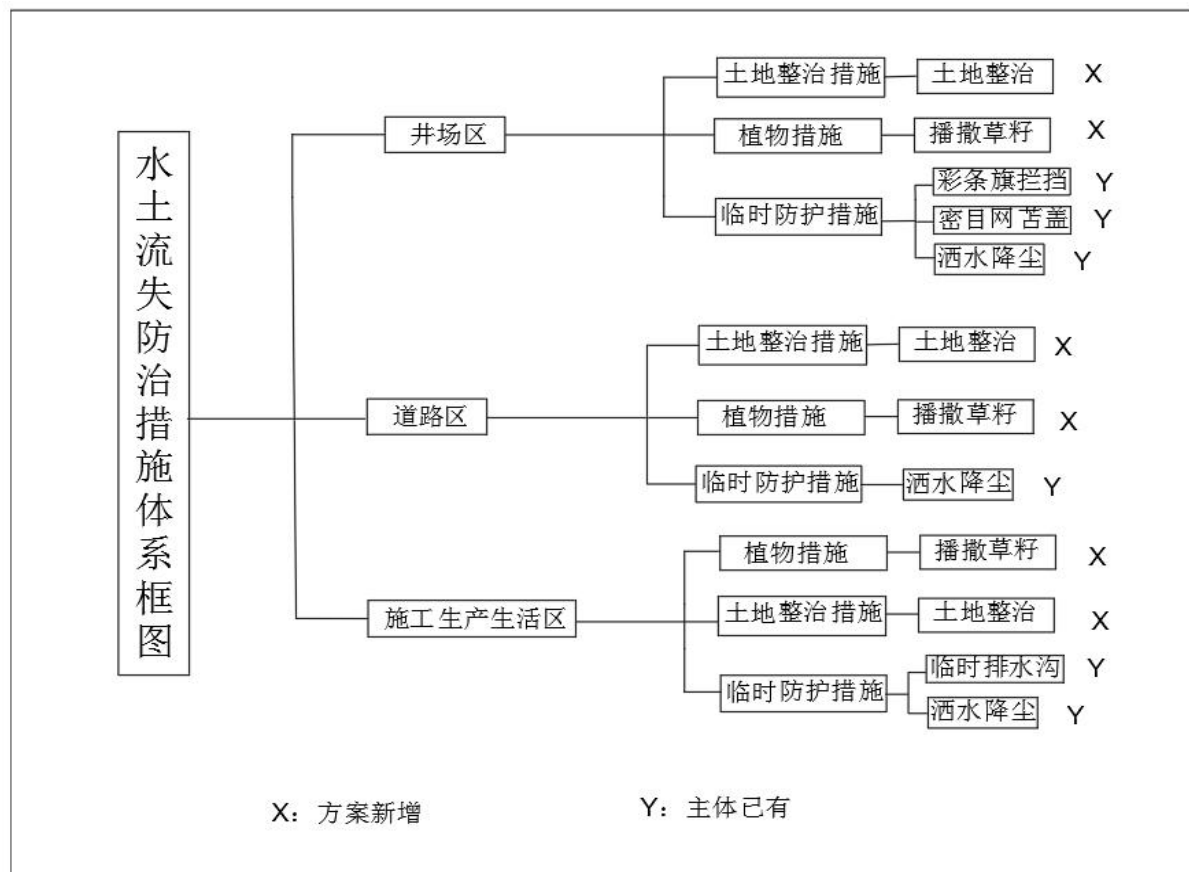 水土流失防治措施体系框图
井场区
土地整治措施
土地整治
X
植物措施
播撒草籽
X
临时防护措施
彩条旗拦挡
Y
密目网苫盖
Y
洒水降尘
Y
道路区
土地整治措施
土地整治
X
植物措施
播撒草籽
X
临时防护措施
洒水降尘
Y
施工生产生活区
植物措施
播撒草籽
X
土地整治措施
土地整治
X
临时防护措施
临时排水沟
Y
洒水降尘
Y
X：方案新增
Y：主体已有